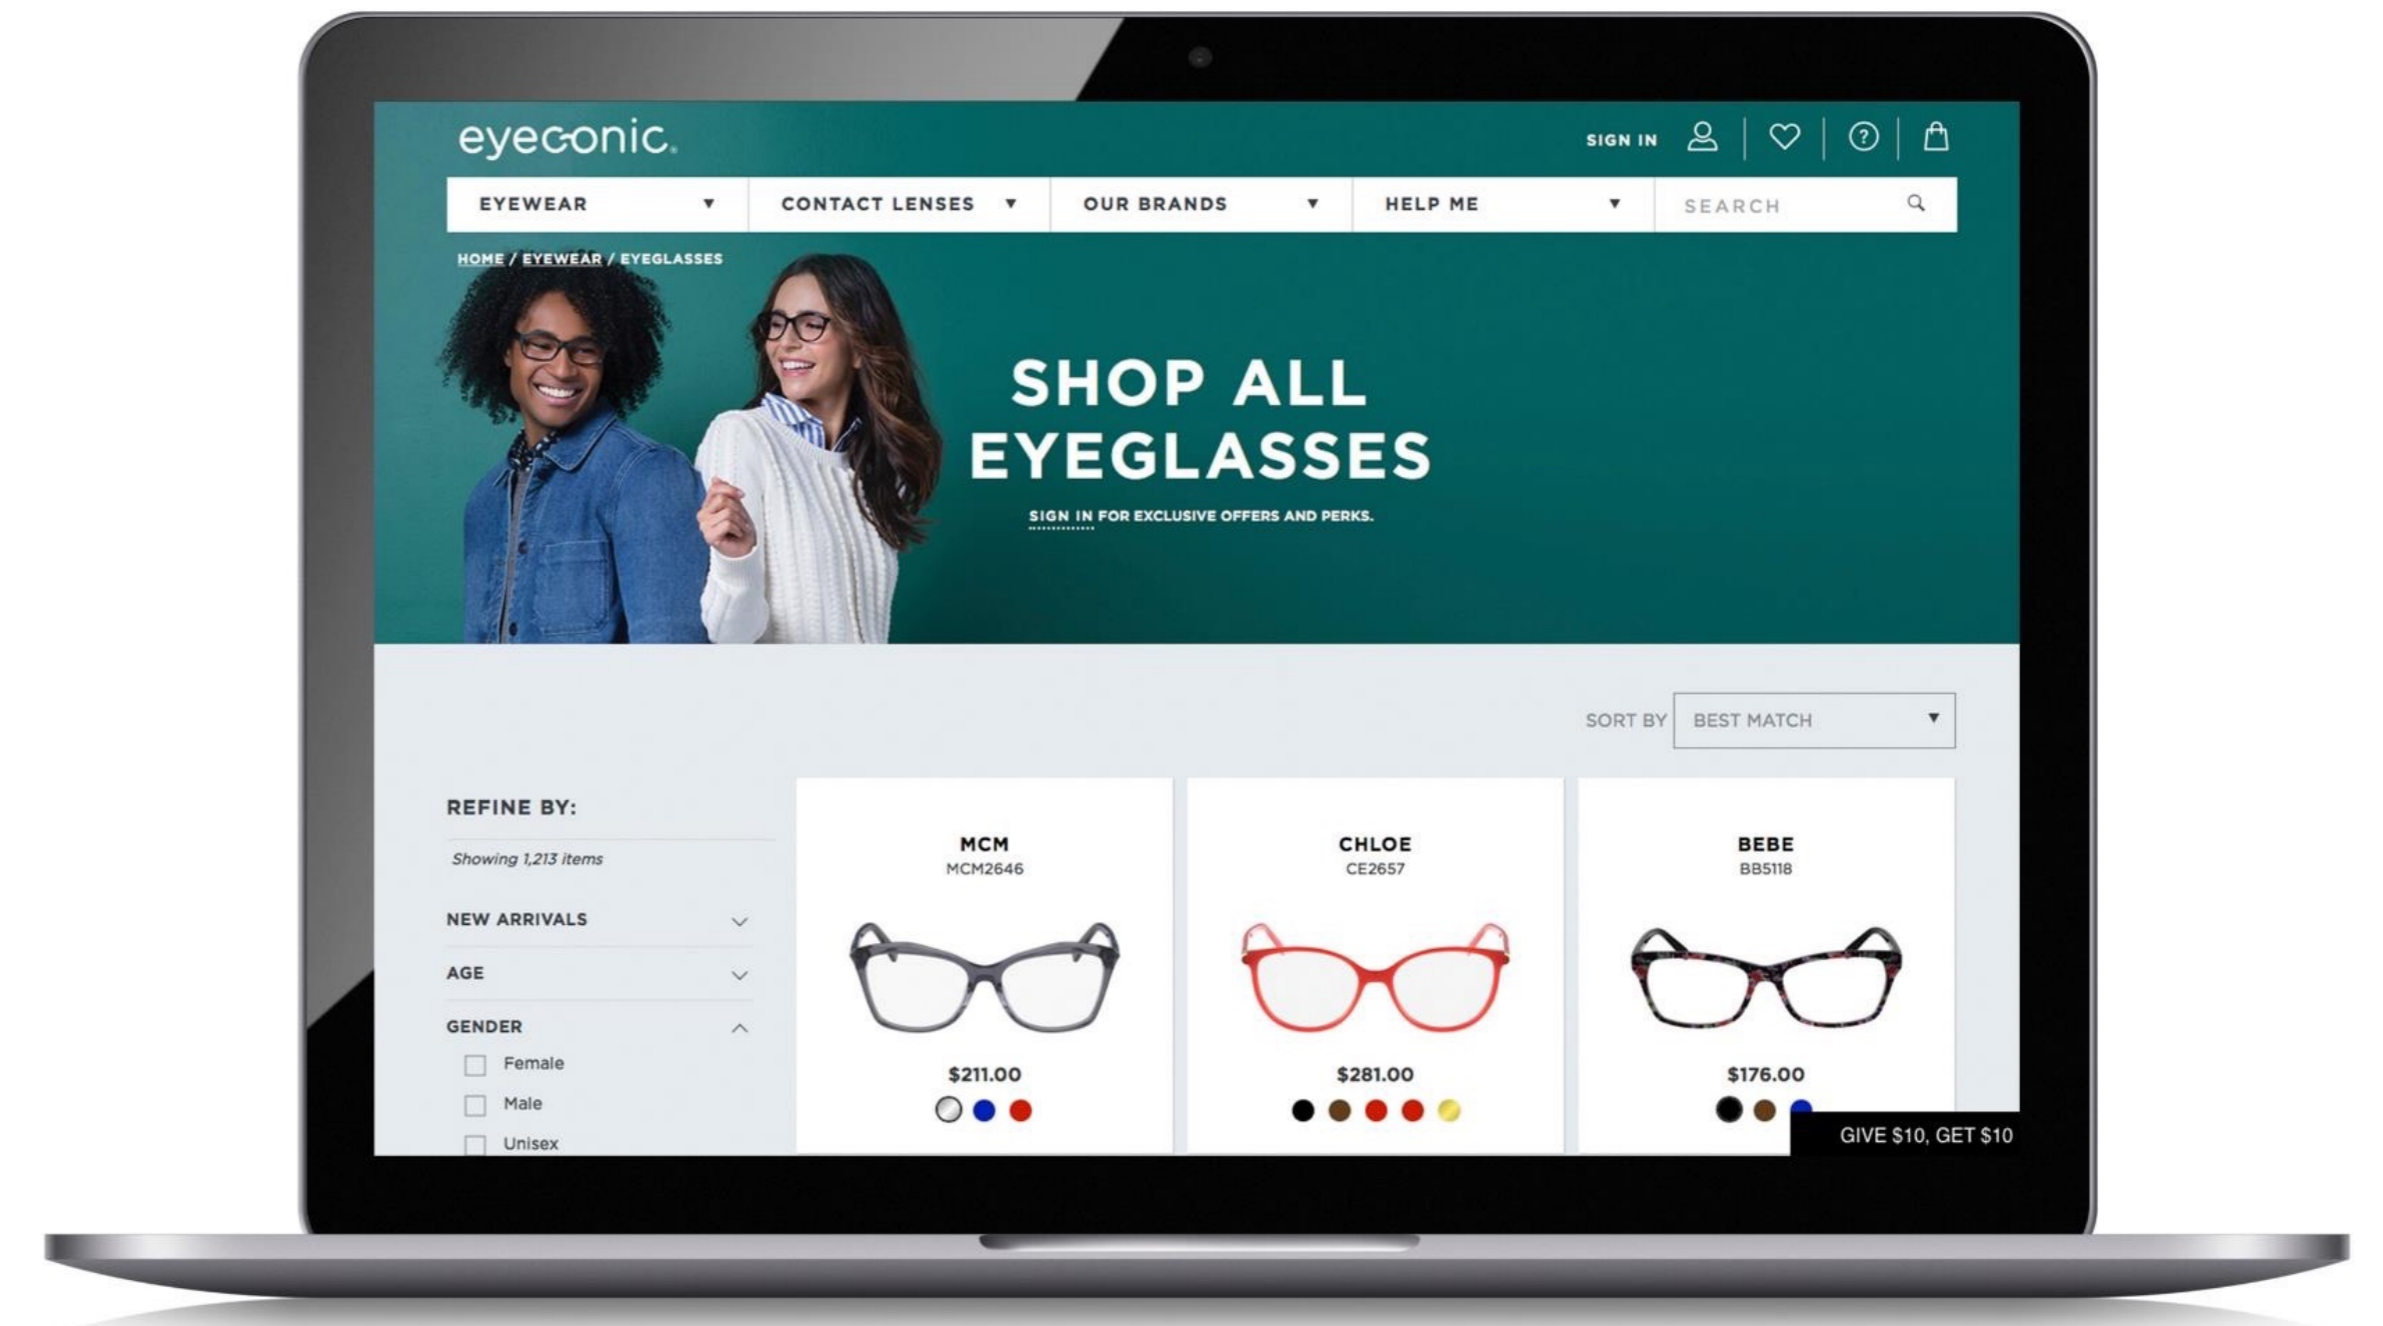 eyeconic.
SIGN IN
EYEWEAR
CONTACT LENSES
OUR BRANDS
HELP ME
SEARCH
HOME / EYEWEAR / EYEGLASSES
SHOP ALL
EYEGLASSES
SIGN IN FOR EXCLUSIVE OFFERS AND PERKS.
SORT BY
BEST MATCH
REFINE BY:
Showing 1,213 items
NEW ARRIVALS
AGE
GENDER
Female
Male
Unisex
MCM
MCM2646
$211.00
CHLOE
CE2657
$281.00
BEBE
BB5118
$176.00
GIVE $10, GET $10